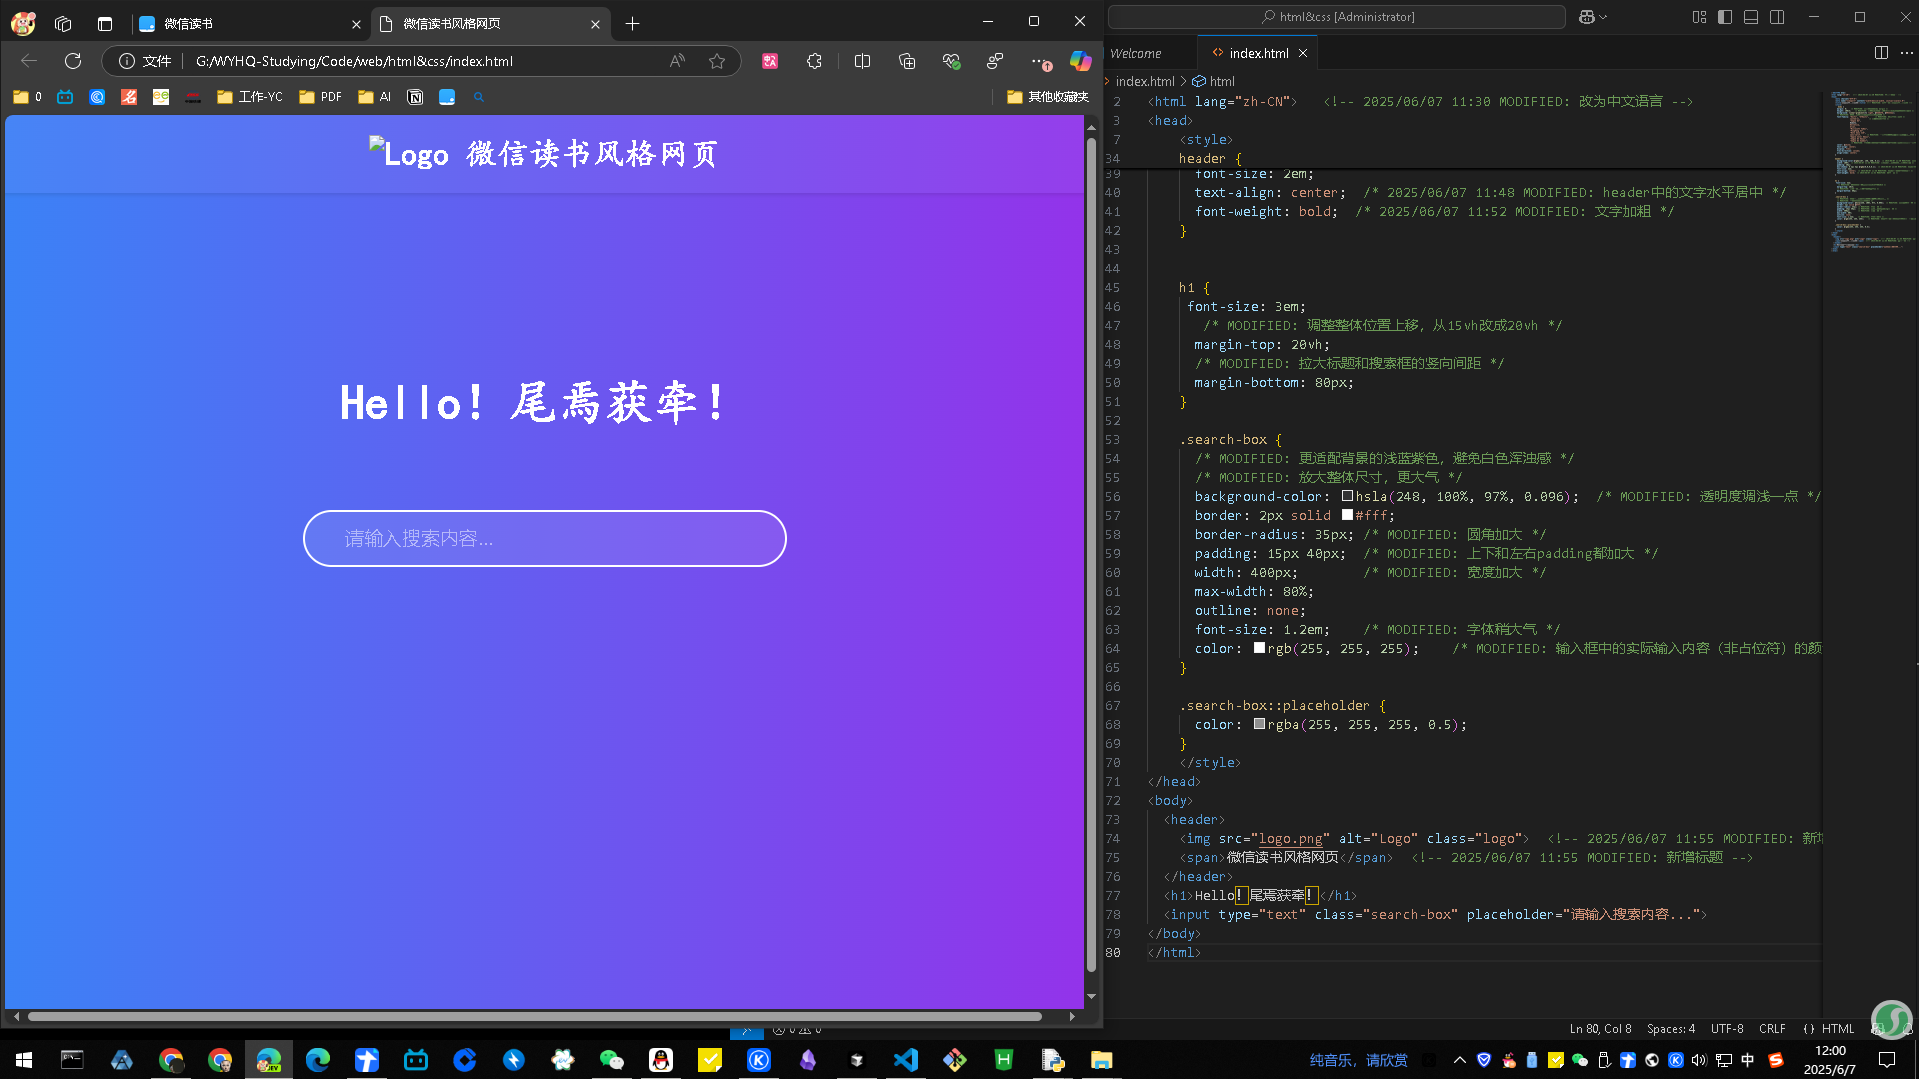 微信读书
微信读书风格网页
文件
G:/WYHQ-Studying/Code/web/html&css/index.html
0
工作-YC
PDF
AI
其他收藏夹
Logo 微信读书风格网页
Hello! 尾焉获牵!
请输入搜索内容...
html&css [Administrator]
Welcome
index.html
index.html > html
2 <html lang="zh-CN"> <!-- 2025/06/07 11:30 MODIFIED: 改为中文语言 -->
3 <head>
7 <style>
34 header {
39 font-size: 2em;
40 text-align: center; /* 2025/06/07 11:48 MODIFIED: header中的文字水平居中 */
41 font-weight: bold; /* 2025/06/07 11:52 MODIFIED: 文字加粗 */
42 }
43
44
45 h1 {
46 font-size: 3em;
47 /* MODIFIED: 调整整体位置上移，从15vh改成20vh */
48 margin-top: 20vh;
49 /* MODIFIED: 拉大标题和搜索框的竖向间距 */
50 margin-bottom: 80px;
51 }
52
53 .search-box {
54 /* MODIFIED: 更适配背景的浅蓝紫色，避免白色浑浊感 */
55 /* MODIFIED: 放大整体尺寸，更大气 */
56 background-color: hsla(248, 100%, 97%, 0.096); /* MODIFIED: 透明度调浅一点 */
57 border: 2px solid #fff;
58 border-radius: 35px; /* MODIFIED: 圆角加大 */
59 padding: 15px 40px; /* MODIFIED: 上下和左右padding都加大 */
60 width: 400px; /* MODIFIED: 宽度加大 */
61 max-width: 80%;
62 outline: none;
63 font-size: 1.2em; /* MODIFIED: 字体稍大气 */
64 color: rgb(255, 255, 255); /* MODIFIED: 输入框中的实际输入内容（非占位符）的颜
65 }
66
67 .search-box::placeholder {
68 color: rgba(255, 255, 255, 0.5);
69 }
70 </style>
71 </head>
72 <body>
73 <header>
74 <img src="logo.png" alt="Logo" class="logo"> <!-- 2025/06/07 11:55 MODIFIED: 新增
75 <span>微信读书风格网页</span> <!-- 2025/06/07 11:55 MODIFIED: 新增标题 -->
76 </header>
77 <h1>Hello！尾焉获牵！</h1>
78 <input type="text" class="search-box" placeholder="请输入搜索内容...">
79 </body>
80 </html>
Ln 80, Col 8
Spaces: 4
UTF-8
CRLF
{} HTML
纯音乐，请欣赏
中
12:00
2025/6/7